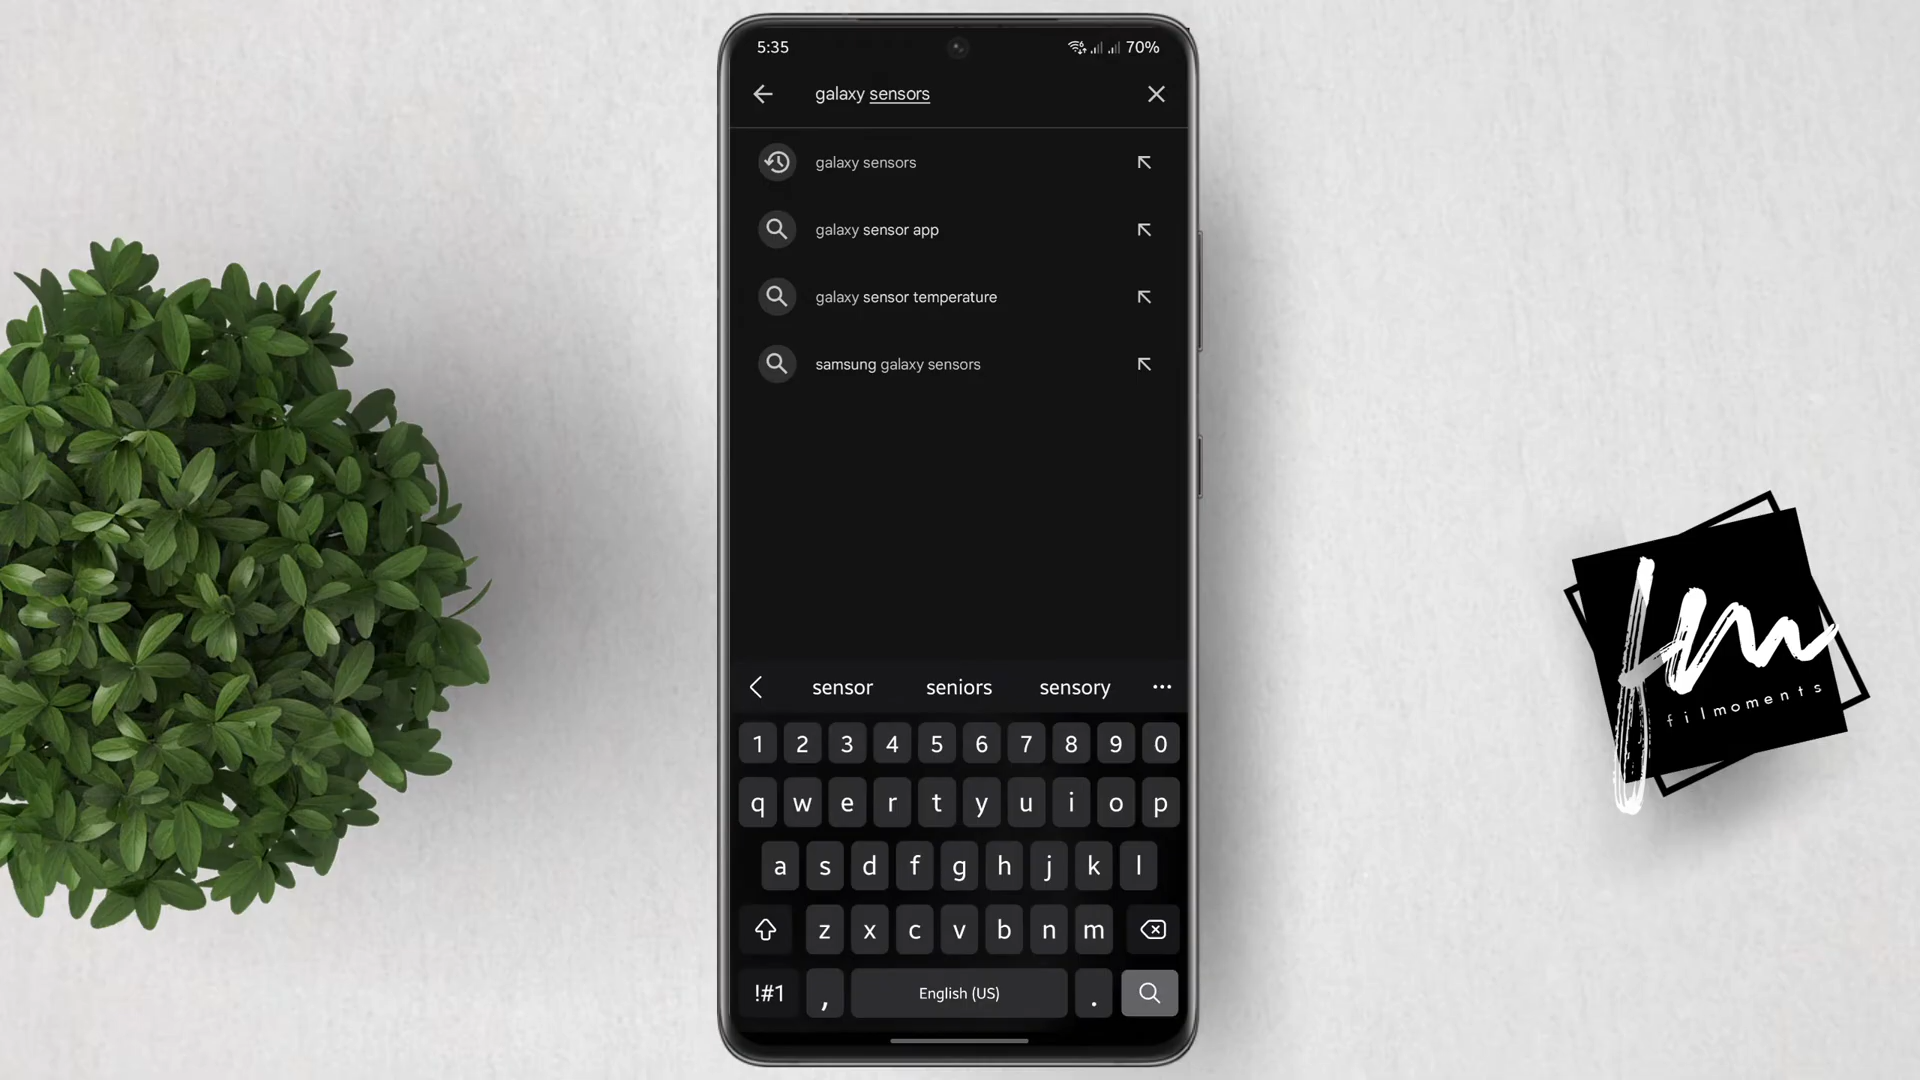 5:35 70%
galaxy sensors
galaxy sensors
galaxy sensor app
galaxy sensor temperature
samsung galaxy sensors
sensor seniors sensory
1 2 3 4 5 6 7 8 9 0
q w e r t y u i o p
a s d f g h j k l
z x c v b n m
!#1 , English (US) .
fm
filmoments